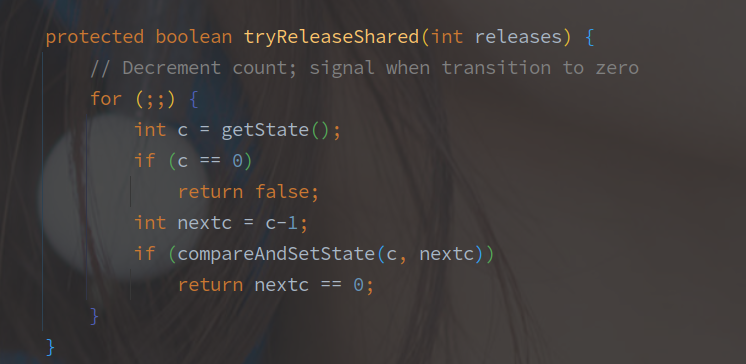 protected boolean tryReleaseShared(int releases) {
// Decrement count; signal when transition to zero
for (;;) {
int c = getState();
if (c == 0)
return false;
int nextc = c-1;
if (compareAndSetState(c, nextc))
return nextc == 0;
}
}